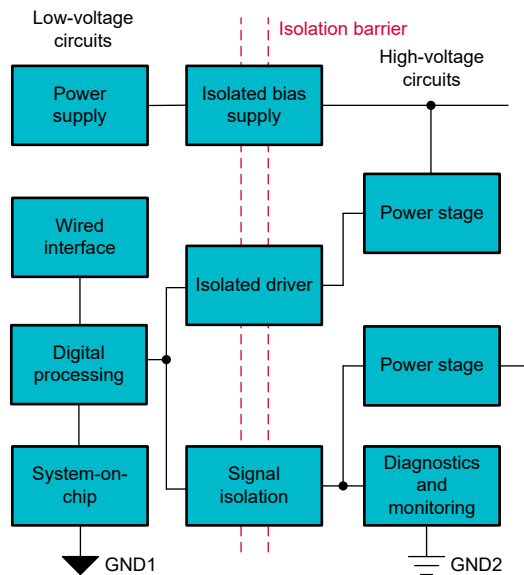 Low-voltage
circuits
Isolation barrier
High-voltage
circuits
Power
supply
Isolated bias
supply
Wired
interface
Power stage
Isolated driver
Digital
processing
Power stage
System-on-
chip
Signal
isolation
Diagnostics
and
monitoring
GND1
GND2